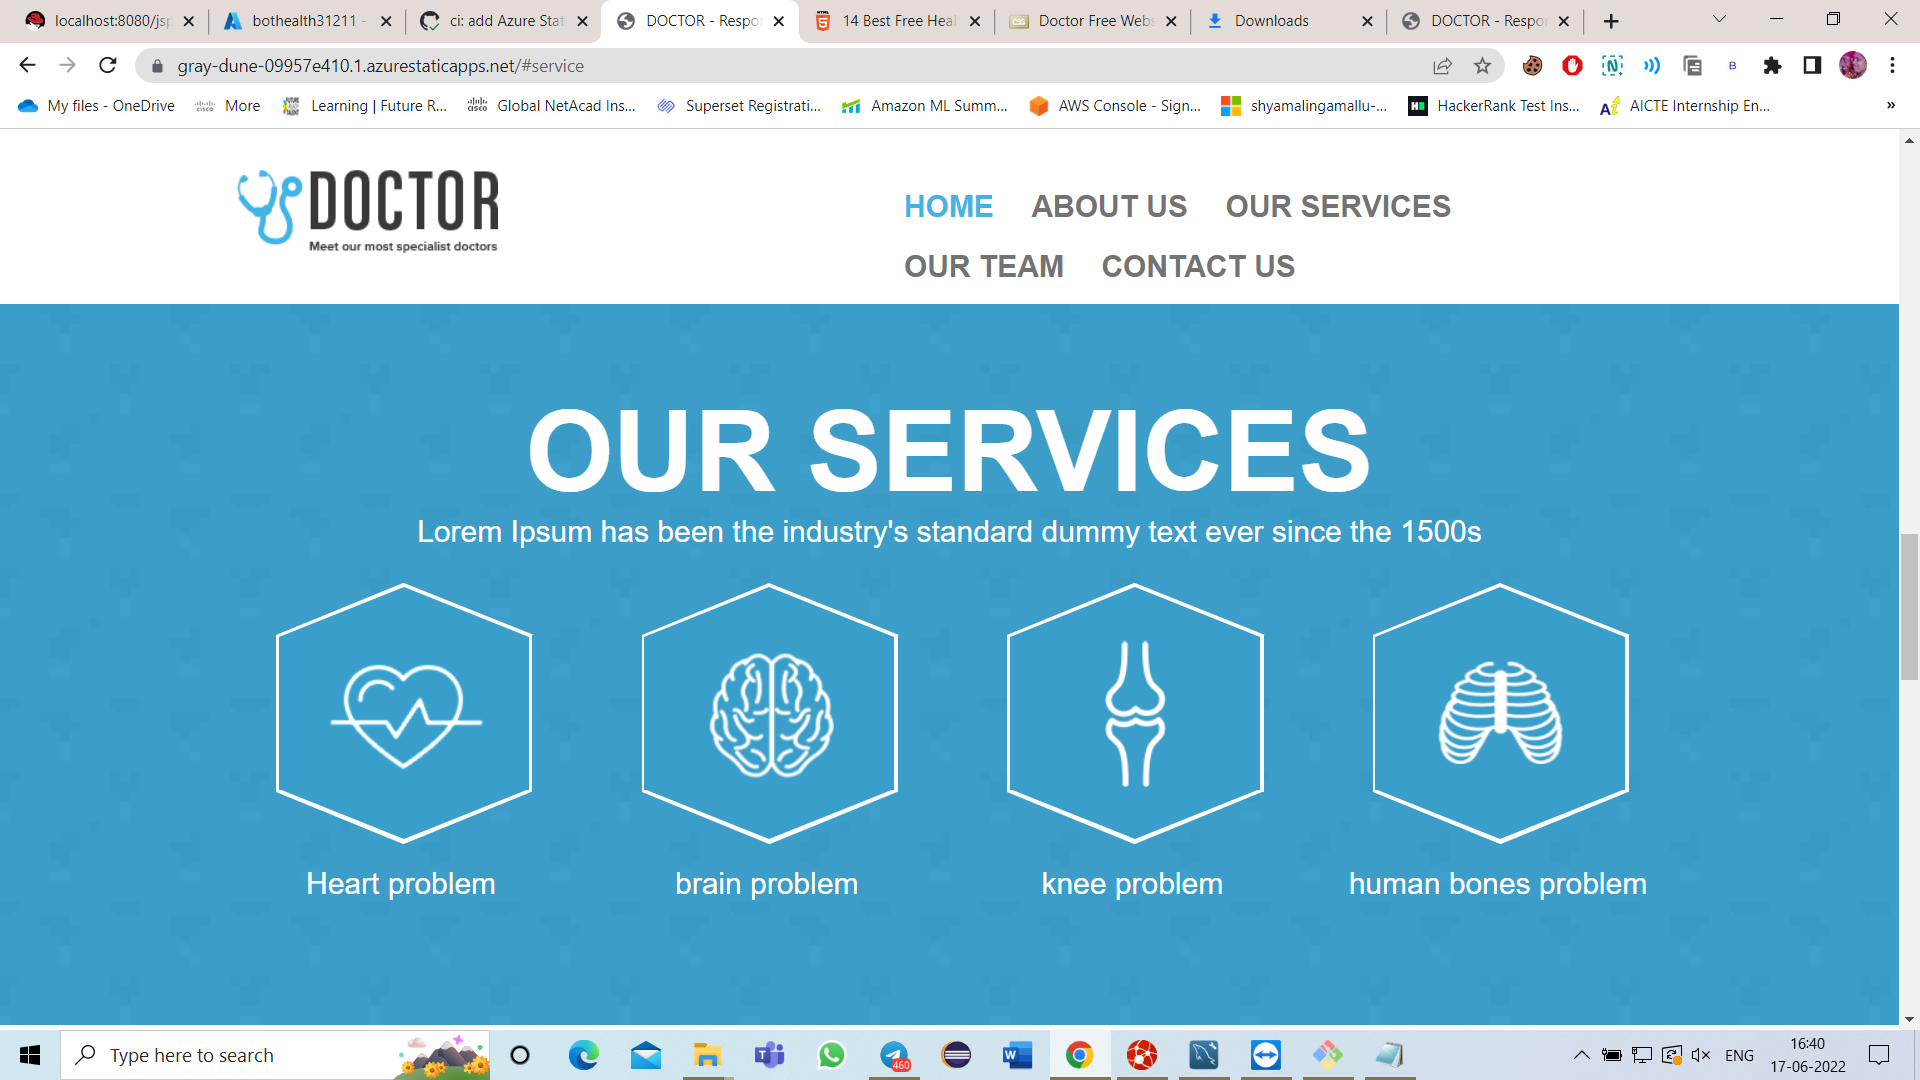 localhost:8080/jsp
bothealth31211 -
ci: add Azure Stat
DOCTOR - Respo
14 Best Free Heal
Doctor Free Webs
Downloads
DOCTOR - Respo
gray-dune-09957e410.1.azurestaticapps.net/#service
My files - OneDrive
More
Learning | Future R...
Global NetAcad Ins...
Superset Registrati...
Amazon ML Summ...
AWS Console - Sign...
shyamalingamallu-...
HackerRank Test Ins...
AICTE Internship En...
»
DOCTOR
Meet our most specialist doctors
HOME ABOUT US OUR SERVICES
OUR TEAM CONTACT US
OUR SERVICES
Lorem Ipsum has been the industry's standard dummy text ever since the 1500s
Heart problem
brain problem
knee problem
human bones problem
Type here to search
460
ENG
16:40
17-06-2022